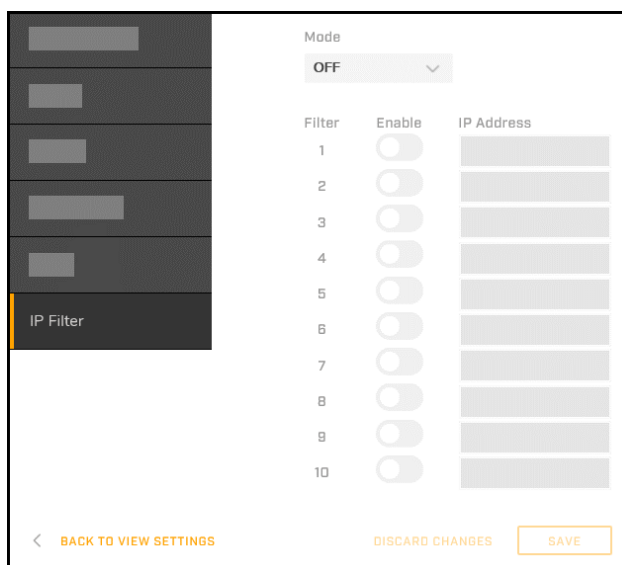 Mode
OFF
Filter Enable IP Address
1
2
3
4
5
6
7
8
9
10
IP Filter
BACK TO VIEW SETTINGS
DISCARD CHANGES
SAVE